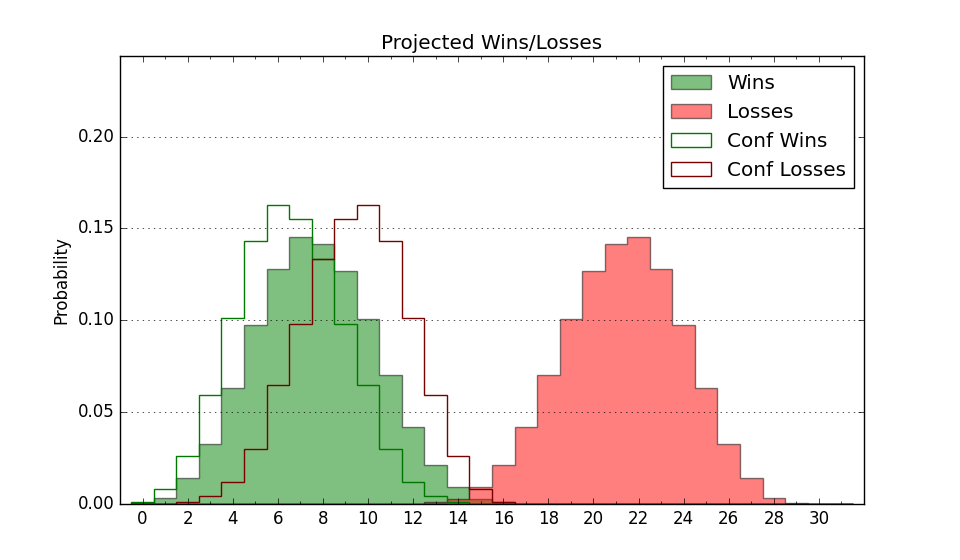 Projected Wins/Losses
Wins
Losses
Conf Wins
Conf Losses
Probability
0.20
0.15
0.10
0.05
0.00
0 2 4 6 8 10 12 14 16 18 20 22 24 26 28 30